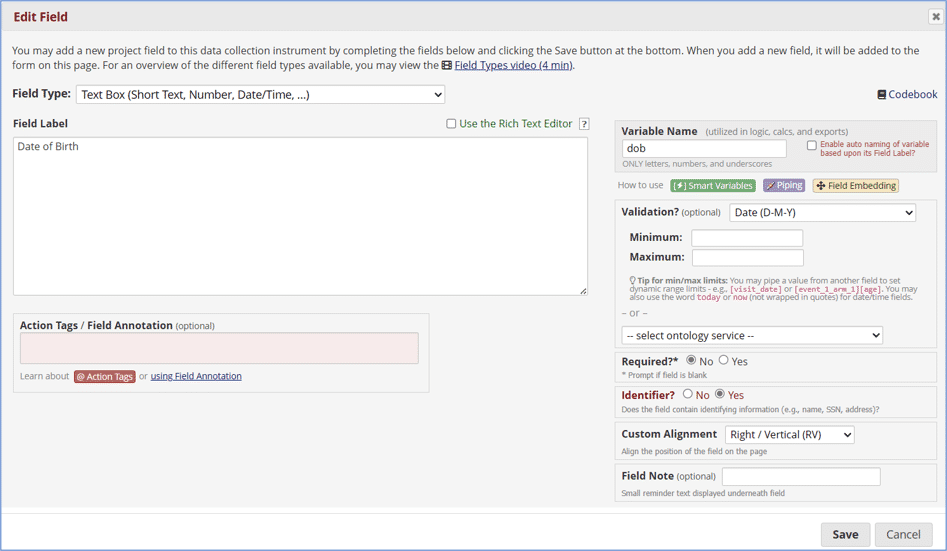 Edit Field
You may add a new project field to this data collection instrument by completing the fields below and clicking the Save button at the bottom. When you add a new field, it will be added to the
form on this page. For an overview of the different field types available, you may view the Field Types video (4 min).
Field Type: Text Box (Short Text, Number, Date/Time, ...)
Codebook
Field Label
Use the Rich Text Editor ?
Date of Birth
Action Tags / Field Annotation (optional)
Learn about @ Action Tags or using Field Annotation
Variable Name (utilized in logic, calcs, and exports)
dob
Enable auto naming of variable
based upon its Field Label?
ONLY letters, numbers, and underscores
How to use [⚡] Smart Variables Piping Field Embedding
Validation? (optional) Date (D-M-Y)
Minimum:
Maximum:
Tip for min/max limits: You may pipe a value from another field to set
dynamic range limits - e.g., [visit_date] or [event_1_arm_1][age]. You may
also use the word today or now (not wrapped in quotes) for date/time fields.
– or –
-- select ontology service --
Required?* No Yes
* Prompt if field is blank
Identifier? No Yes
Does the field contain identifying information (e.g., name, SSN, address)?
Custom Alignment Right / Vertical (RV)
Align the position of the field on the page
Field Note (optional)
Small reminder text displayed underneath field
Save Cancel